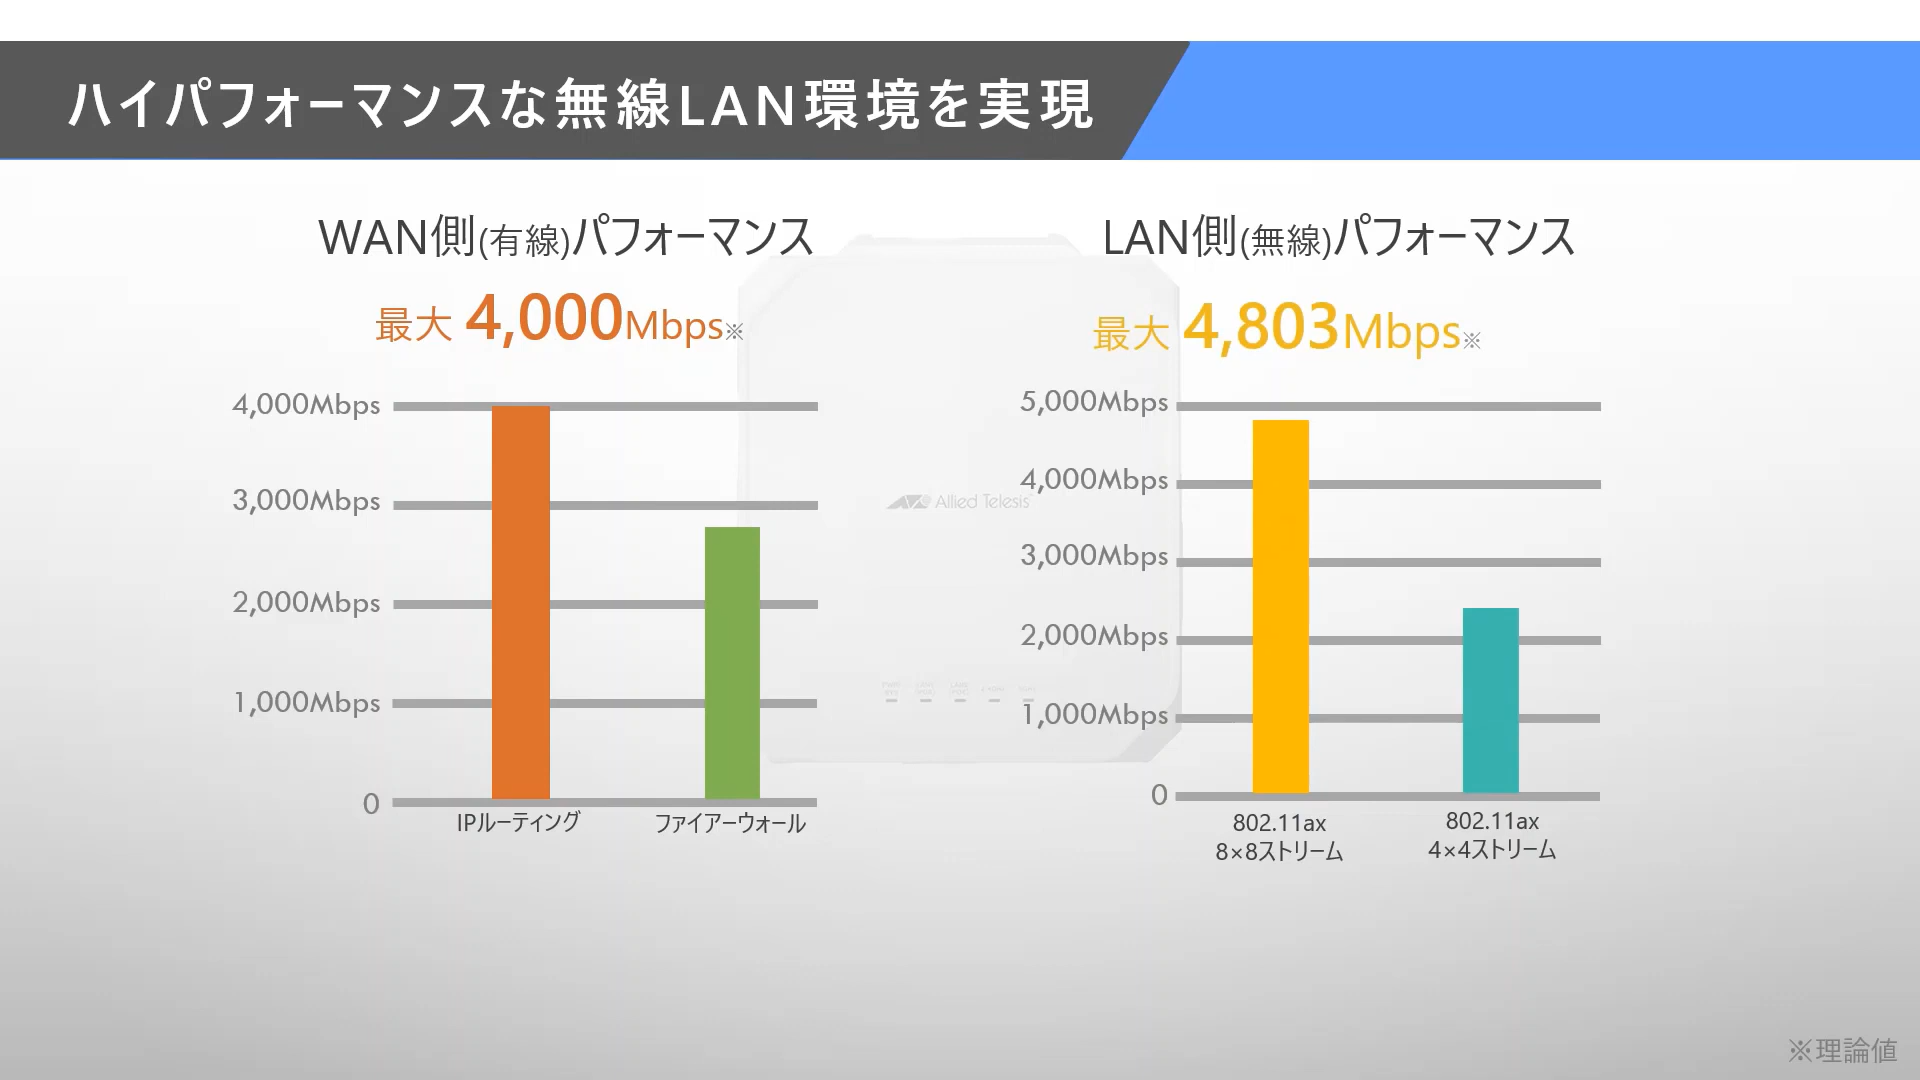 ハイパフォーマンスな無線LAN環境を実現
WAN側(有線)パフォーマンス
最大 4,000Mbps※
4,000Mbps
3,000Mbps
2,000Mbps
1,000Mbps
0
IPルーティング
ファイアーウォール
Allied Telesis
LAN側(無線)パフォーマンス
最大 4,803Mbps※
5,000Mbps
4,000Mbps
3,000Mbps
2,000Mbps
1,000Mbps
0
802.11ax
8×8ストリーム
802.11ax
4×4ストリーム
※理論値